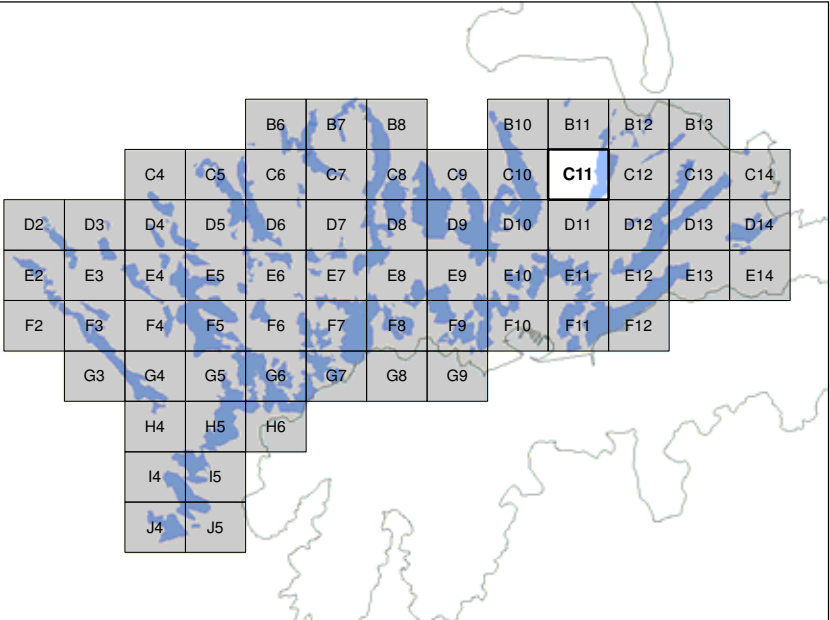 B6 B7 B8 B10 B11 B12 B13
C4 C5 C6 C7 C8 C9 C10 C11 C12 C13 C14
D2 D3 D4 D5 D6 D7 D8 D9 D10 D11 D12 D13 D14
E2 E3 E4 E5 E6 E7 E8 E9 E10 E11 E12 E13 E14
F2 F3 F4 F5 F6 F7 F8 F9 F10 F11 F12
G3 G4 G5 G6 G7 G8 G9
H4 H5 H6
I4 I5
J4 J5